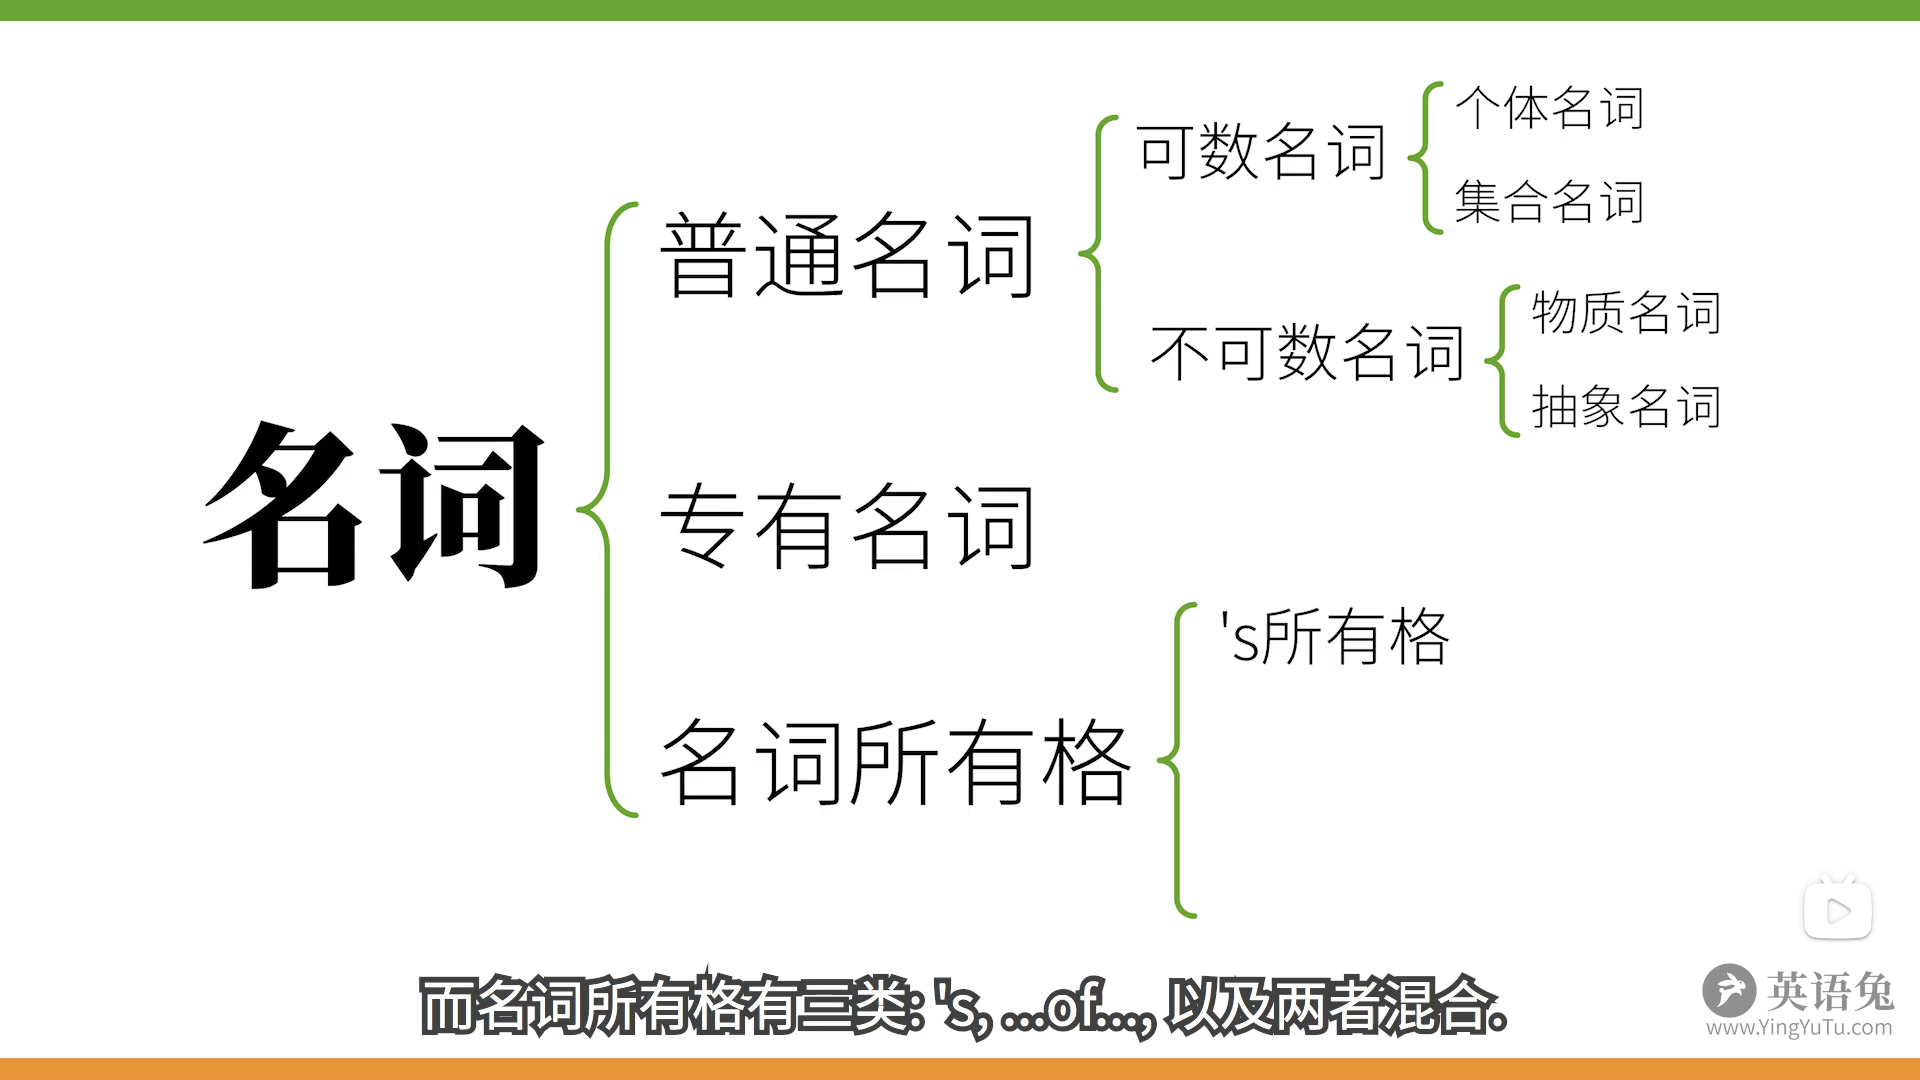 名词
普通名词
可数名词
个体名词
集合名词
不可数名词
物质名词
抽象名词
专有名词
名词所有格
's所有格
而名词所有格有三类: 's, ...of..., 以及两者混合.
英语兔
www.YingYuTu.com